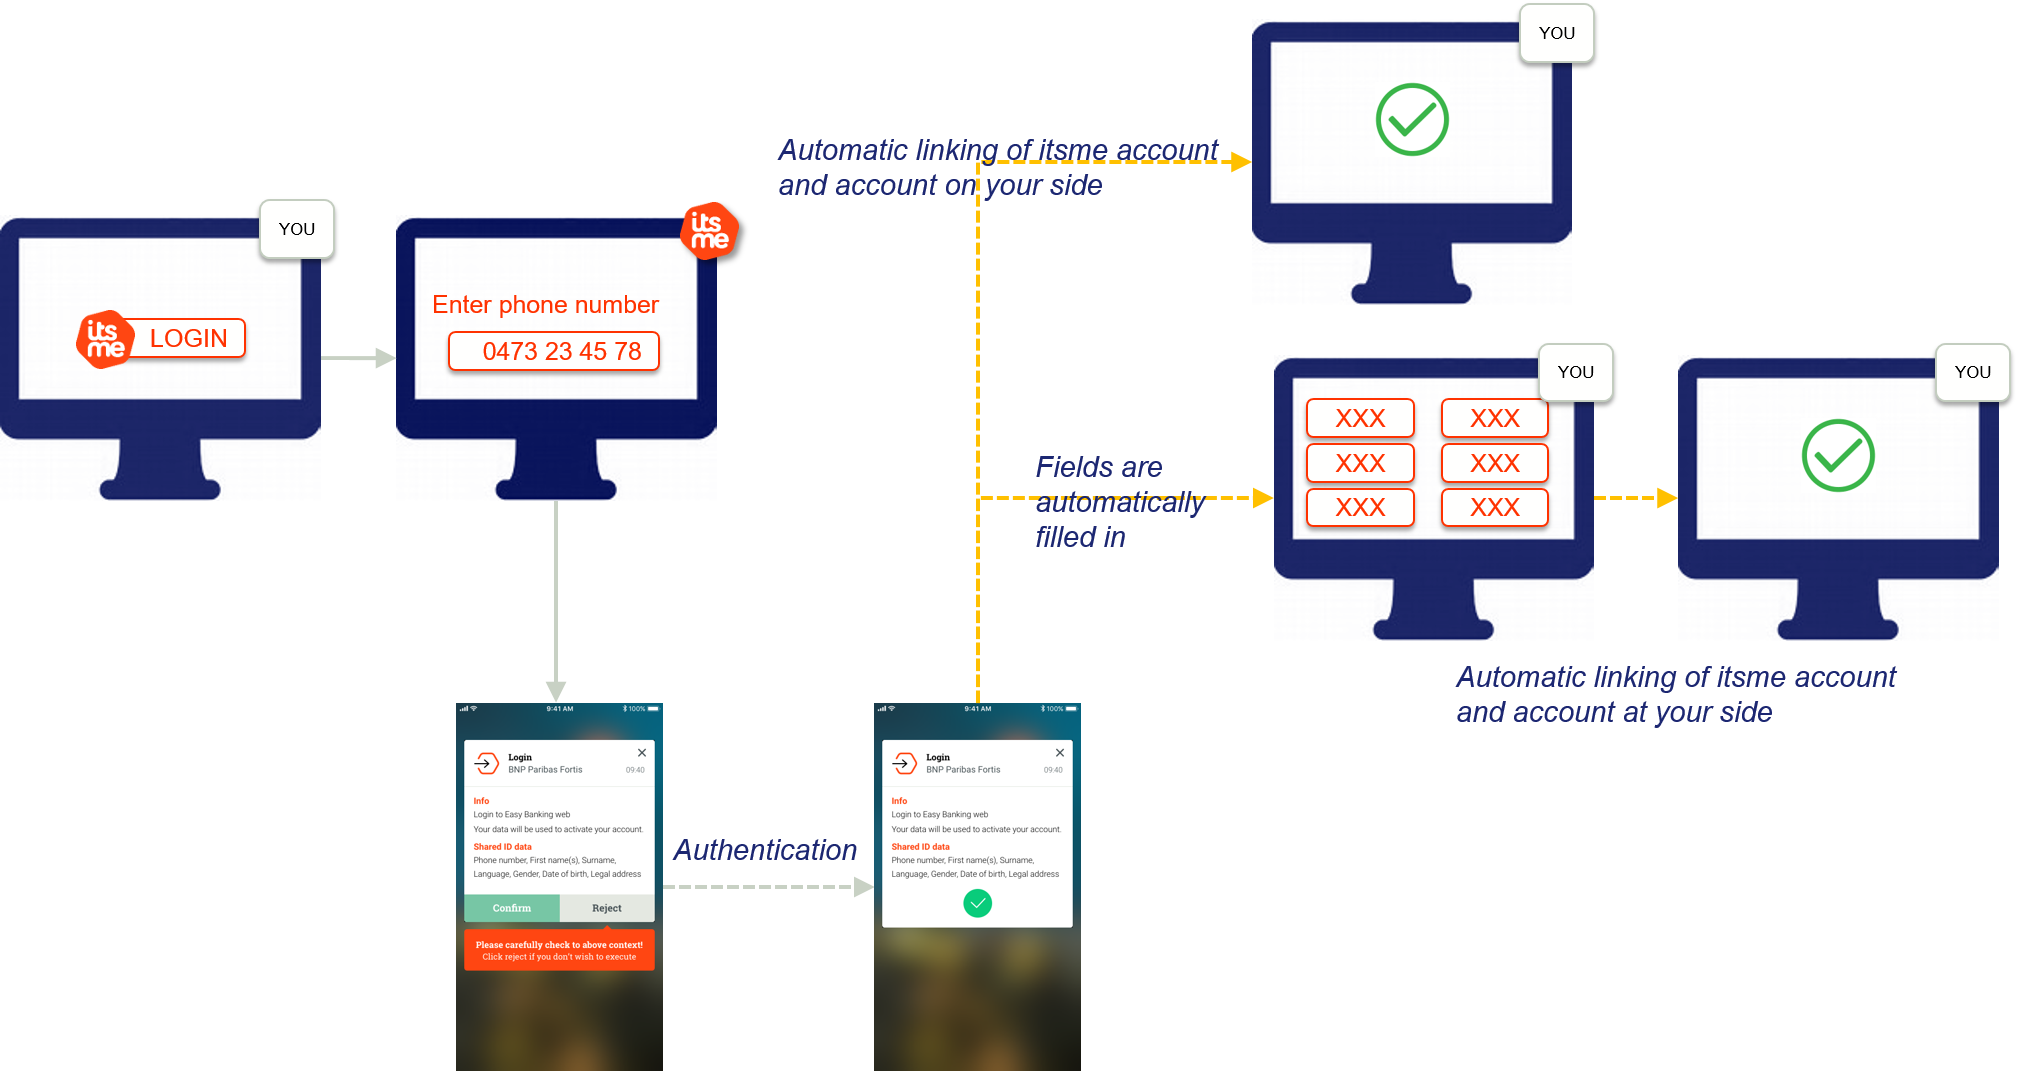 YOU
its
me
LOGIN
its
me
Enter phone number
0473 23 45 78
Automatic linking of itsme account
and account on your side
YOU
Fields are
automatically
filled in
YOU
XXX
XXX
XXX
XXX
XXX
XXX
YOU
Automatic linking of itsme account
and account at your side
9:41 AM
100%
Login
BNP Paribas Fortis
09:40
Info
Login to Easy Banking web
Your data will be used to activate your account.
Shared ID data
Phone number, First name(s), Surname,
Language, Gender, Date of birth, Legal address
Confirm
Reject
Please carefully check to above context!
Click reject if you don't wish to execute
Authentication
9:41 AM
100%
Login
BNP Paribas Fortis
09:40
Info
Login to Easy Banking web
Your data will be used to activate your account.
Shared ID data
Phone number, First name(s), Surname,
Language, Gender, Date of birth, Legal address